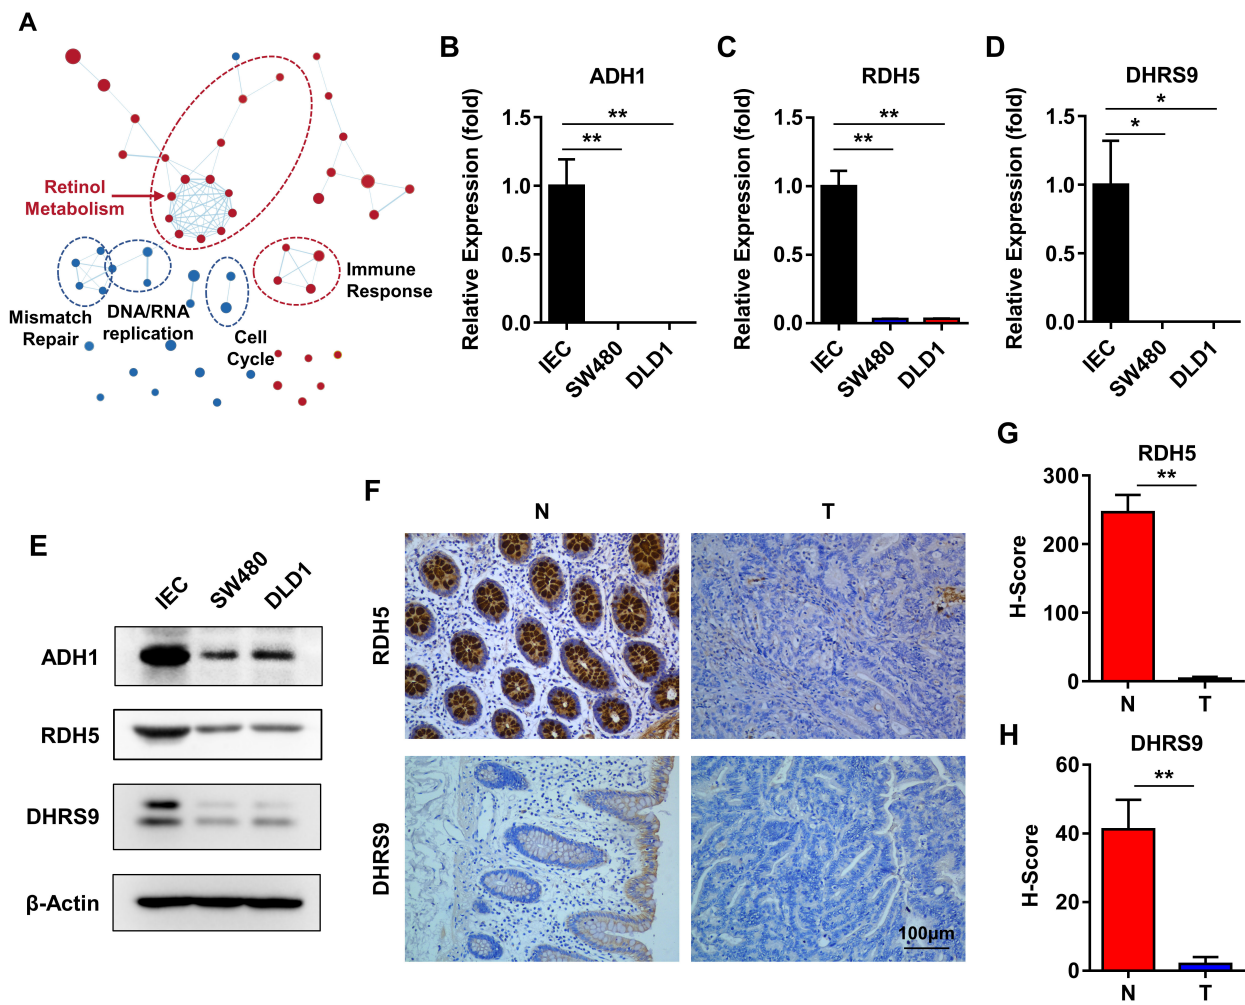 A
Retinol
Metabolism
Immune
Response
Mismatch
Repair
DNA/RNA
replication
Cell
Cycle
B
ADH1
Relative Expression (fold)
1.5
1.0
0.5
0.0
**
**
IEC
SW480
DLD1
C
RDH5
Relative Expression (fold)
1.5
1.0
0.5
0.0
**
**
IEC
SW480
DLD1
D
DHRS9
Relative Expression (fold)
1.5
1.0
0.5
0.0
*
*
IEC
SW480
DLD1
E
IEC
SW480
DLD1
ADH1
RDH5
DHRS9
β-Actin
F
N
T
RDH5
DHRS9
100μm
G
RDH5
H-Score
300
200
100
0
**
N
T
H
DHRS9
H-Score
60
40
20
0
**
N
T